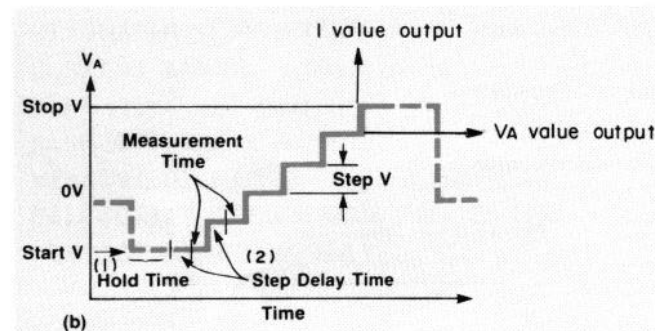 I value output
VA
Stop V
VA value output
Measurement
Time
Step V
OV
Start V
(1)
(2)
Hold Time
Step Delay Time
Time
(b)